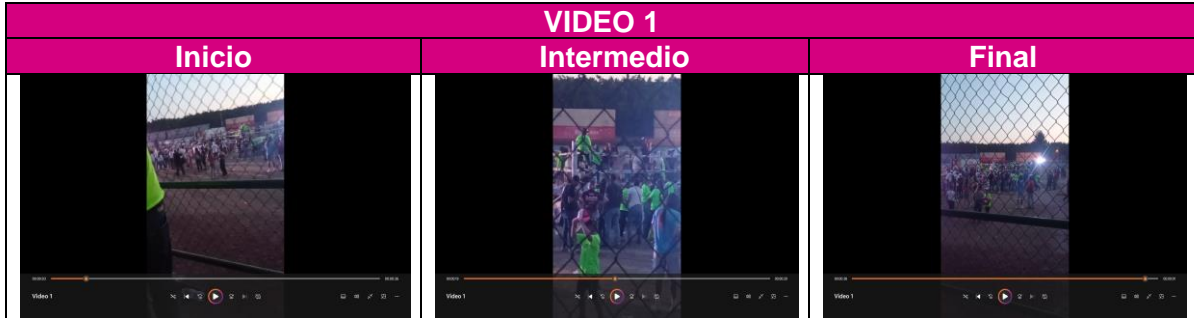 VIDEO 1
Inicio Intermedio Final
Video 1 Video 1 Video 1